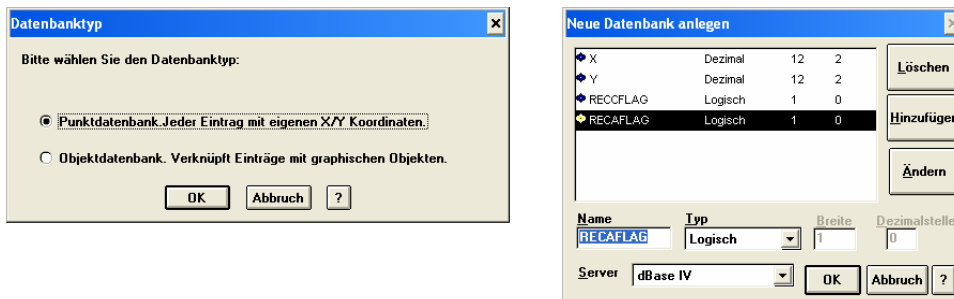 Datenbanktyp
Bitte wählen Sie den Datenbanktyp:
Punktdatenbank.Jeder Eintrag mit eigenen X/Y Koordinaten.
Objektdatenbank. Verknüpft Einträge mit graphischen Objekten.
OK Abbruch ?
Neue Datenbank anlegen
X Dezimal 12 2
Y Dezimal 12 2
RECCFLAG Logisch 1 0
RECAFLAG Logisch 1 0
Löschen
Hinzufüger
Ändern
Name Typ Breite Dezimalstelle
RECAFLAG Logisch 1 0
Server dBase IV OK Abbruch ?